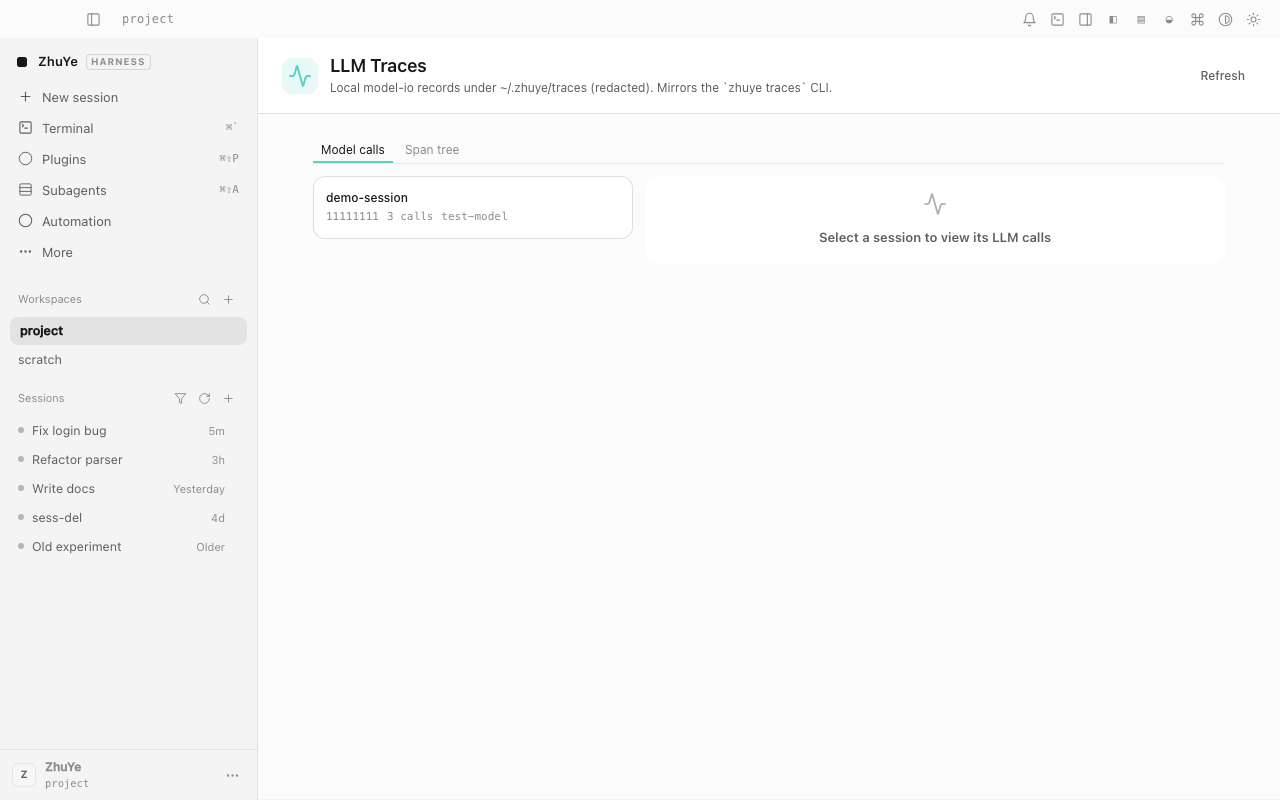 project
ZhuYe HARNESS
New session
Terminal ⌘`
Plugins ⌘⇧P
Subagents ⌘⇧A
Automation
More
Workspaces
project
scratch
Sessions
Fix login bug 5m
Refactor parser 3h
Write docs Yesterday
sess-del 4d
Old experiment Older
Z
ZhuYe
project
LLM Traces
Local model-io records under ~/.zhuye/traces (redacted). Mirrors the `zhuye traces` CLI.
Refresh
Model calls Span tree
demo-session
11111111 3 calls test-model
Select a session to view its LLM calls